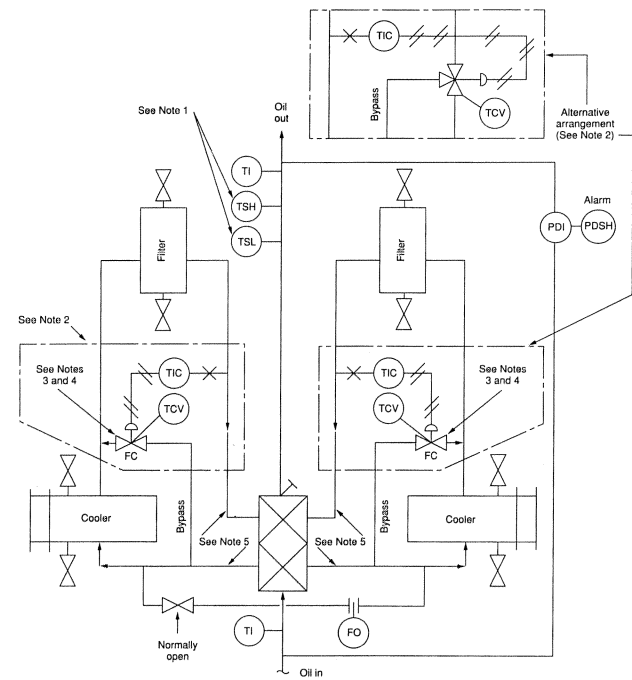 TIC
Bypass
TCV
Alternative
arrangement
(See Note 2)
See Note 1
Oil
out
TI
TSH
TSL
Alarm
PDI
PDSH
Filter
Filter
See Note 2
See Notes
3 and 4
TIC
TCV
FC
TIC
TCV
FC
See Notes
3 and 4
Cooler
Bypass
See Note 5
See Note 5
Bypass
Cooler
Normally
open
TI
FO
Oil in